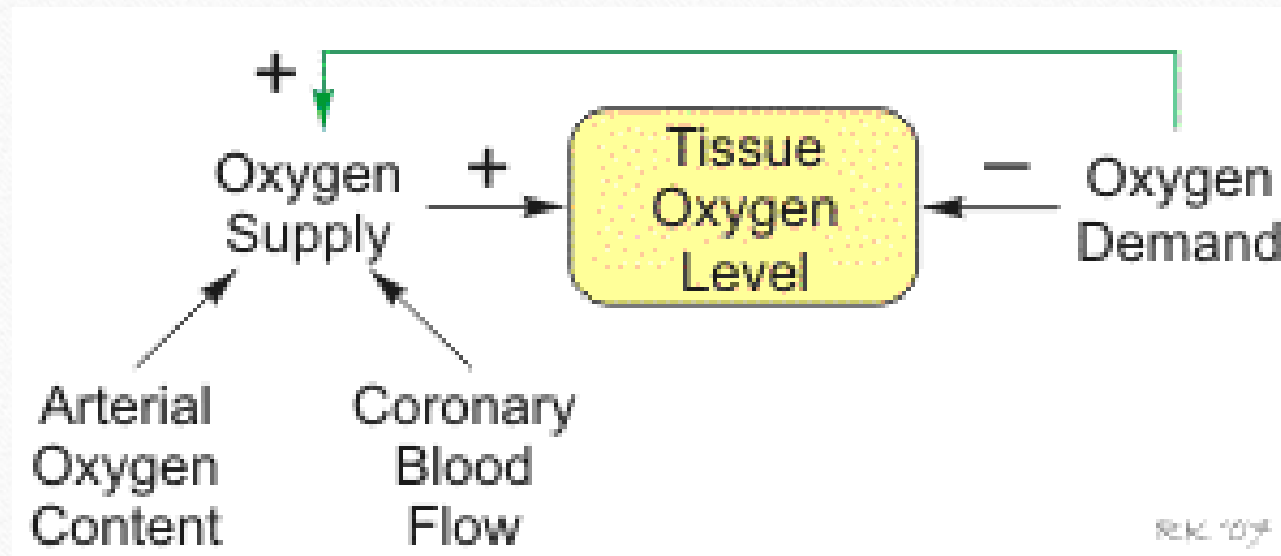 +
Oxygen
Supply
+
Tissue
Oxygen
Level
−
Oxygen
Demand
Arterial
Oxygen
Content
Coronary
Blood
Flow